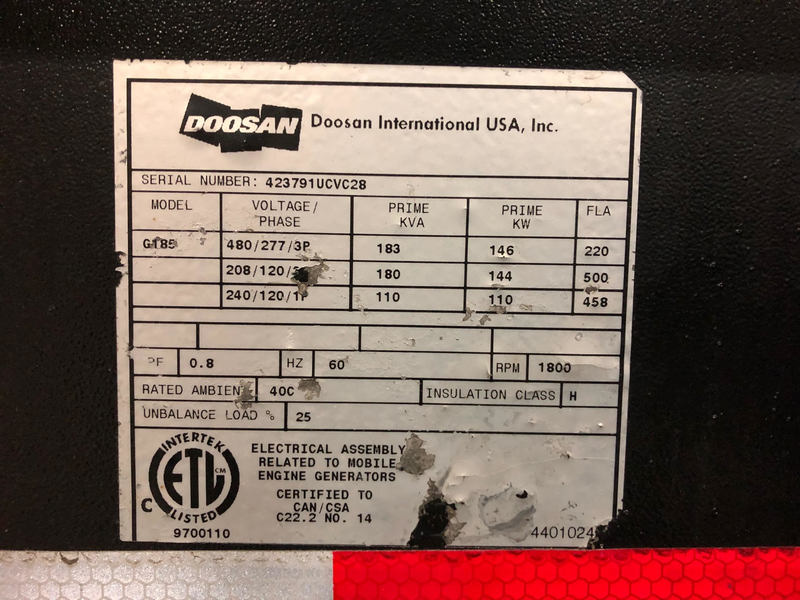 DOOSAN Doosan International USA, Inc.
SERIAL NUMBER: 423791UCVC28
MODEL VOLTAGE/ PHASE PRIME KVA PRIME KW FLA
G185 480/277/3P 183 146 220
208/120/ 180 144 500
240/120/1P 110 110 458
PF 0.8 HZ 60 RPM 1800
RATED AMBIENT 40C INSULATION CLASS H
UNBALANCE LOAD % 25
INTERTEK
ETL CM
C LISTED
9700110
ELECTRICAL ASSEMBLY
RELATED TO MOBILE
ENGINE GENERATORS
CERTIFIED TO
CAN/CSA
C22.2 NO. 14
4401024